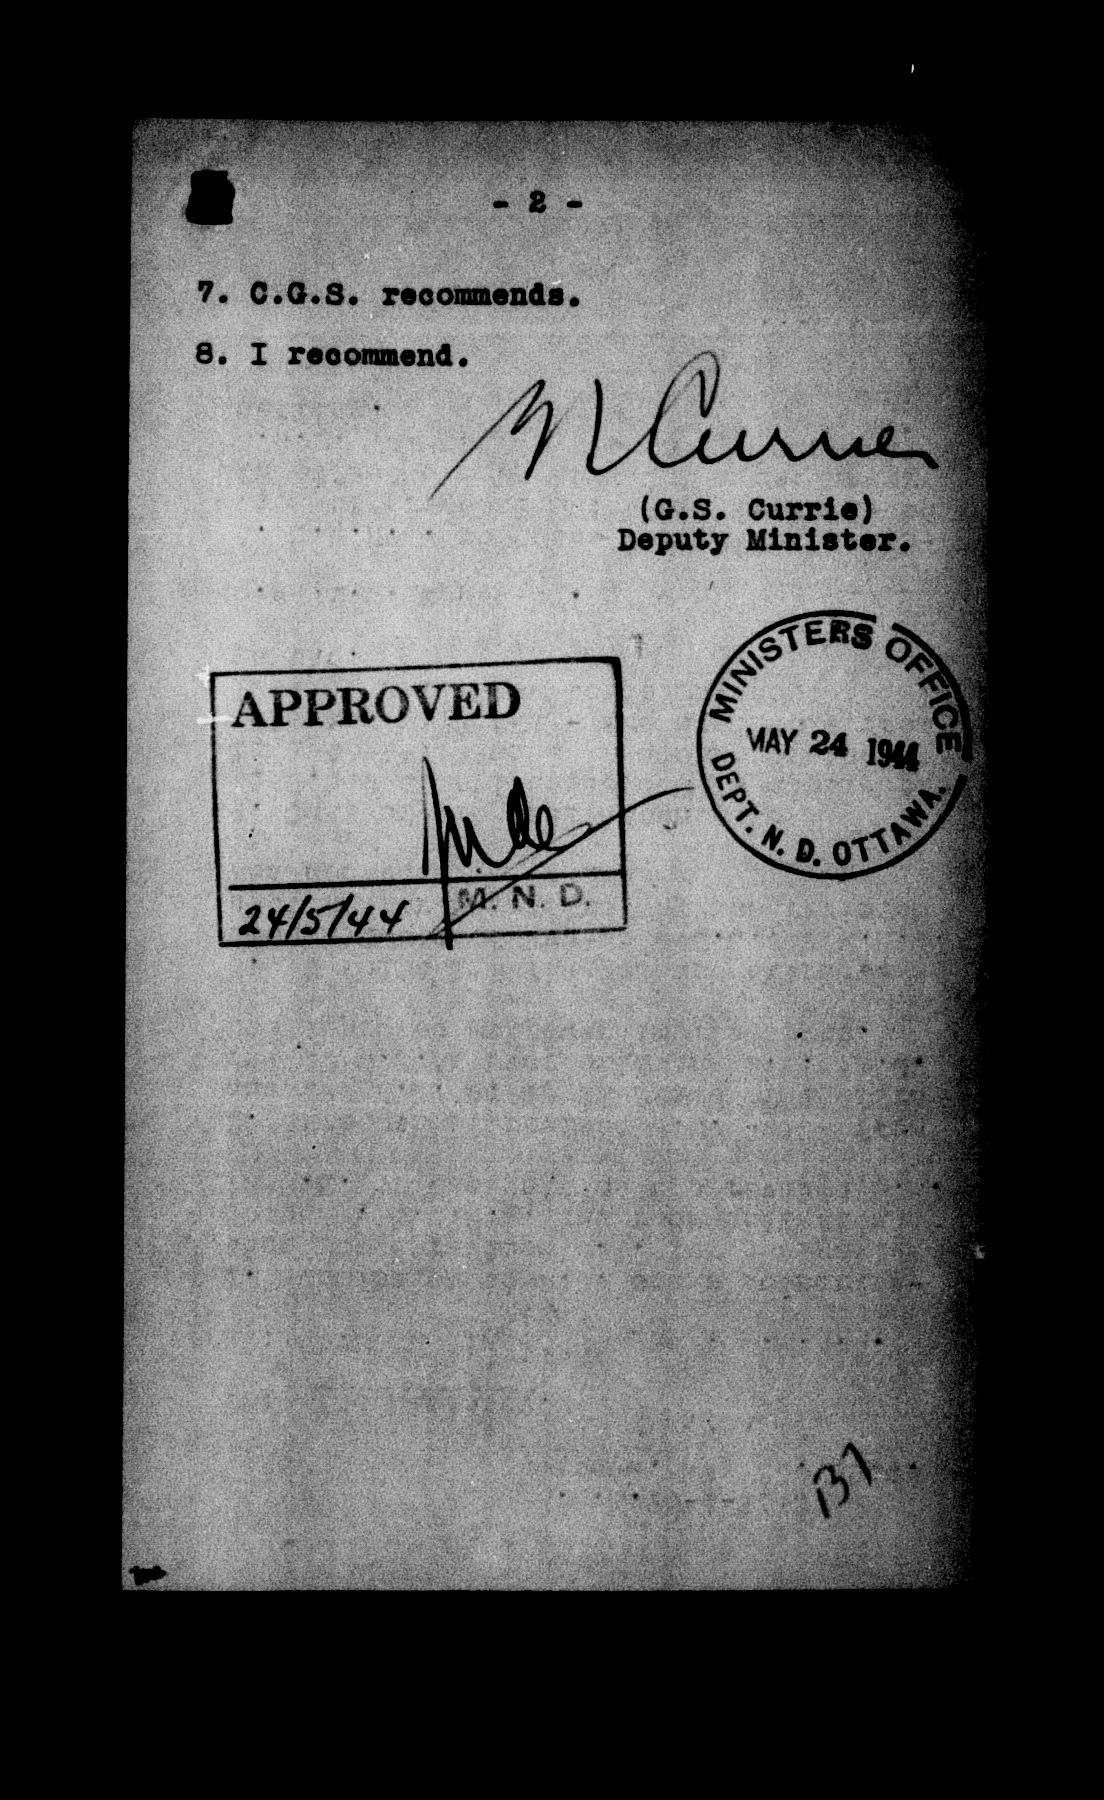 - 2 -
7. C.G.S. recommends.
8. I recommend.
Currie
(G.S. Currie)
Deputy Minister.
MINISTERS OFFICE
MAY 24 1944
DEPT. N. D. OTTAWA.
APPROVED
24/5/44 M. N. D.
137